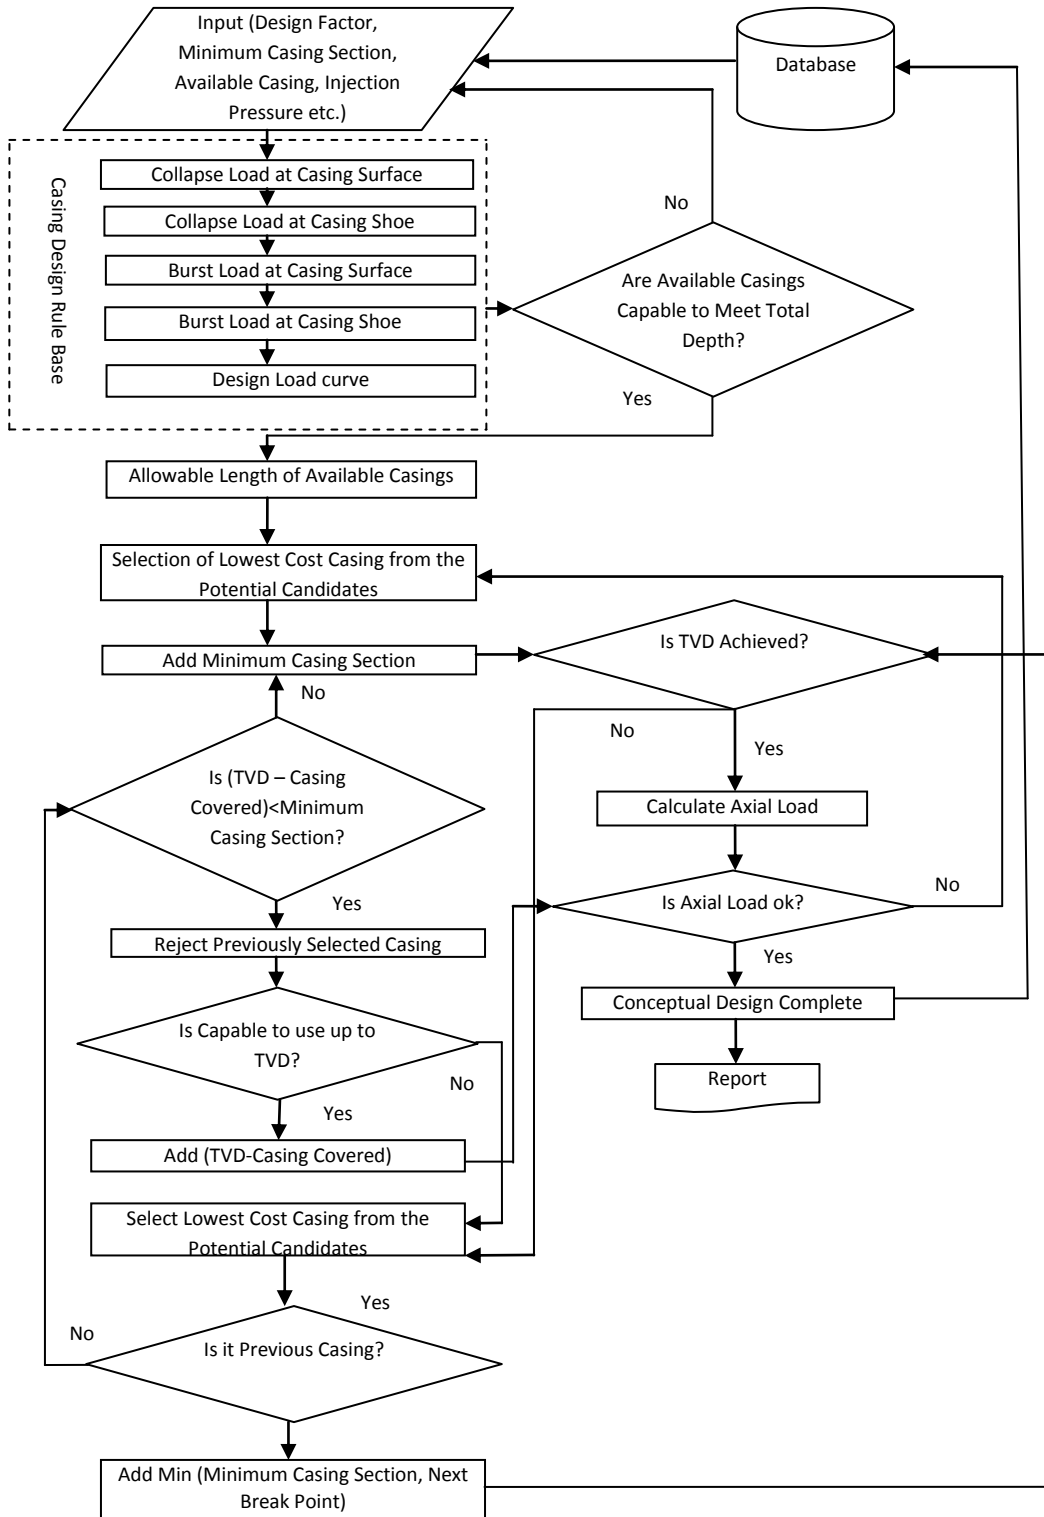 Input (Design Factor,
Minimum Casing Section,
Available Casing, Injection
Pressure etc.)
Database
Casing Design Rule Base
Collapse Load at Casing Surface
Collapse Load at Casing Shoe
Burst Load at Casing Surface
Burst Load at Casing Shoe
Design Load curve
No
Are Available Casings
Capable to Meet Total
Depth?
Yes
Allowable Length of Available Casings
Selection of Lowest Cost Casing from the
Potential Candidates
Add Minimum Casing Section
Is TVD Achieved?
No
No
Yes
Is (TVD – Casing
Covered)<Minimum
Casing Section?
Calculate Axial Load
Yes
Is Axial Load ok?
No
Reject Previously Selected Casing
Yes
Conceptual Design Complete
Is Capable to use up to
TVD?
No
Report
Yes
Add (TVD-Casing Covered)
Select Lowest Cost Casing from the
Potential Candidates
Yes
No
Is it Previous Casing?
Add Min (Minimum Casing Section, Next
Break Point)